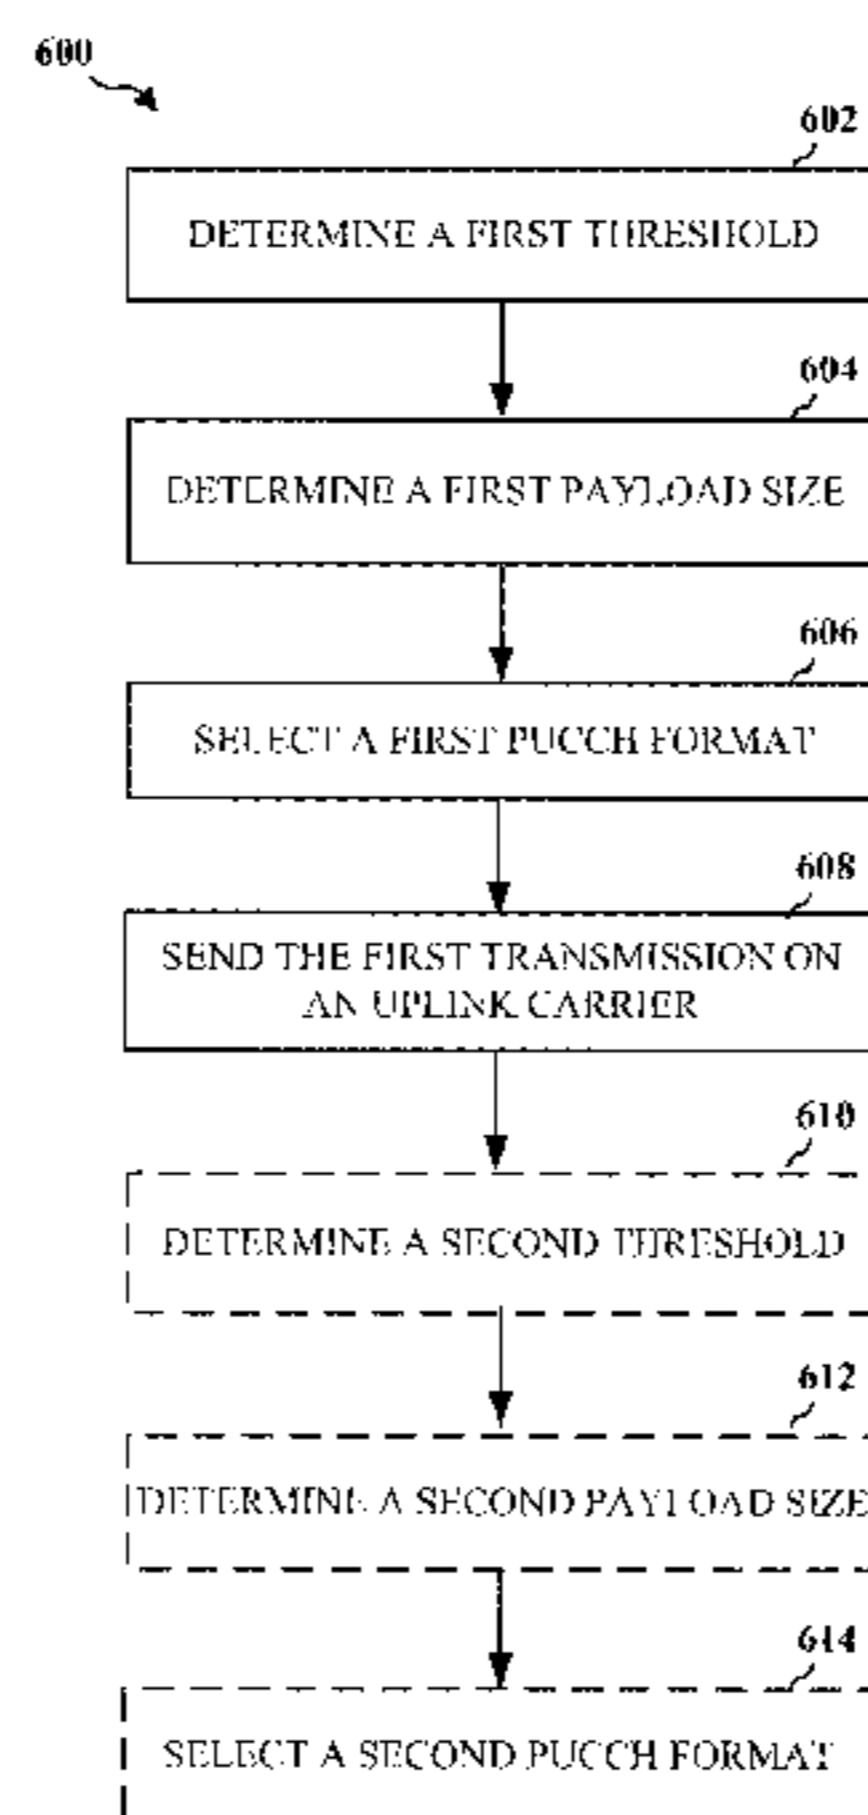 600
602
DETERMINE A FIRST THRESHOLD
604
DETERMINE A FIRST PAYLOAD SIZE
606
SELECT A FIRST PUCCH FORMAT
608
SEND THE FIRST TRANSMISSION ON
AN UPLINK CARRIER
610
DETERMINE A SECOND THRESHOLD
612
DETERMINE A SECOND PAYLOAD SIZE
614
SELECT A SECOND PUCCH FORMAT